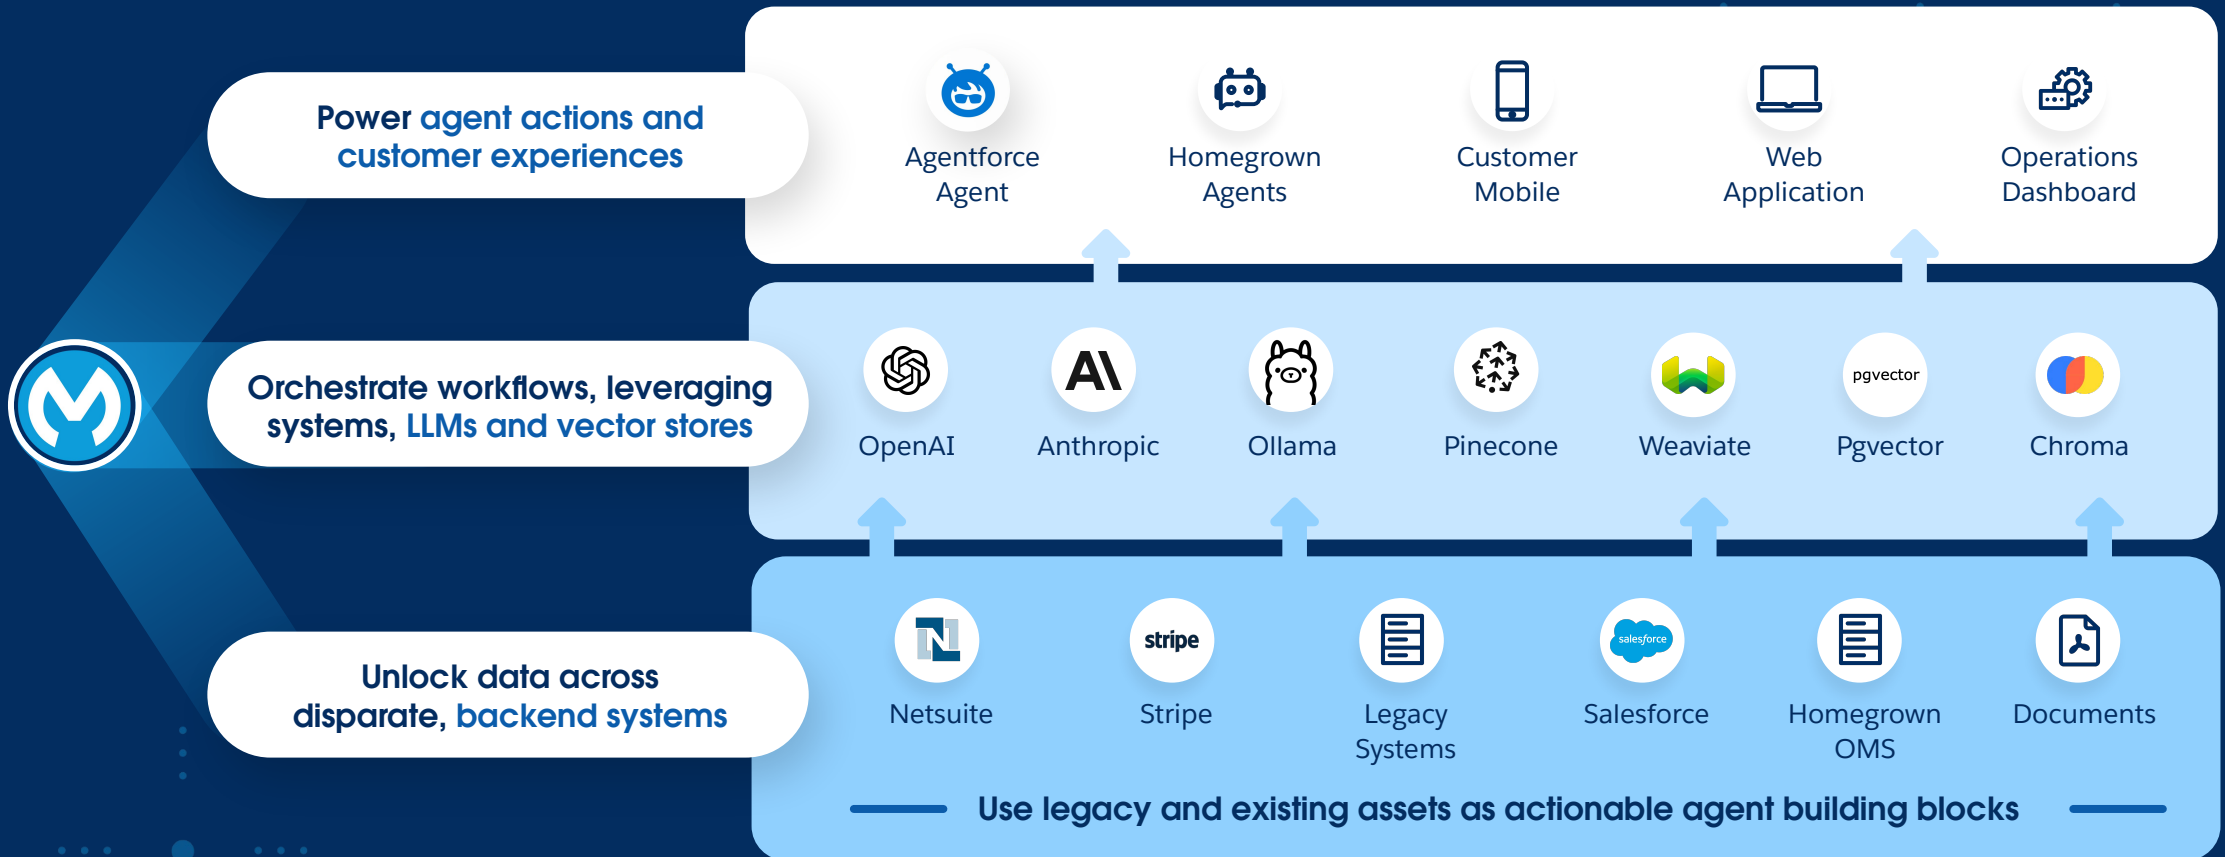 Power agent actions and
customer experiences
Agentforce
Agent
Homegrown
Agents
Customer
Mobile
Web
Application
Operations
Dashboard
Orchestrate workflows, leveraging
systems, LLMs and vector stores
OpenAI
Anthropic
Ollama
Pinecone
Weaviate
pgvector
Pgvector
Chroma
Unlock data across
disparate, backend systems
Netsuite
stripe
Stripe
Legacy
Systems
salesforce
Salesforce
Homegrown
OMS
Documents
Use legacy and existing assets as actionable agent building blocks